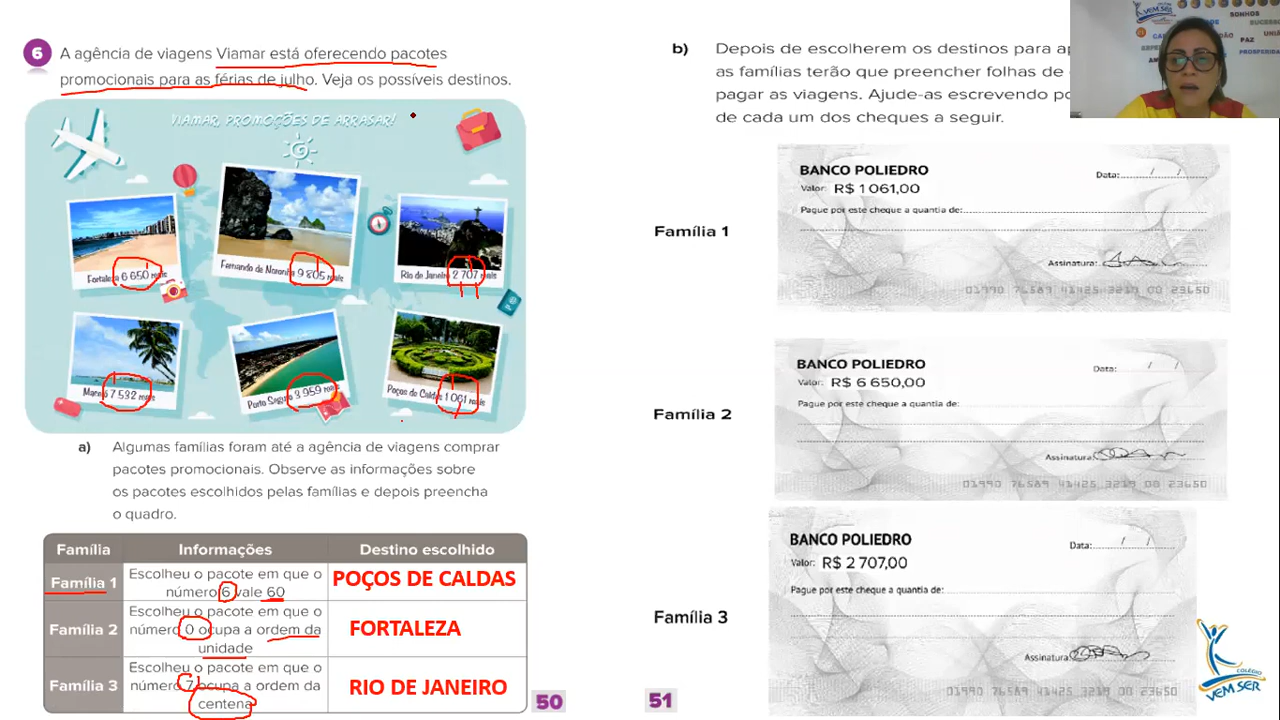 6 A agência de viagens Viamar está oferecendo pacotes
promocionais para as férias de julho. Veja os possíveis destinos.
VIAMAR, PROMOÇÕES DE ARRASAR!
Fortaleza 6 650 reais
Fernando de Noronha 9 805 reais
Rio de Janeiro 2 707 reais
7 532 reais
Porto Seguro 3 959 reais
Poços de Caldas 1 061 reais
a) Algumas famílias foram até a agência de viagens comprar
pacotes promocionais. Observe as informações sobre
os pacotes escolhidos pelas famílias e depois preencha
o quadro.
Família Informações Destino escolhido
Família 1 Escolheu o pacote em que o
número 6 vale 60
POÇOS DE CALDAS
Família 2 Escolheu o pacote em que o
número 0 ocupa a ordem da
unidade
FORTALEZA
Família 3 Escolheu o pacote em que o
número 7 ocupa a ordem da
centena
RIO DE JANEIRO
50
b) Depois de escolherem os destinos para
as famílias terão que preencher folhas de
pagar as viagens. Ajude-as escrevendo
de cada um dos cheques a seguir.
Família 1
BANCO POLIEDRO
Data: / /
Valor: R$ 1 061,00
Pague por este cheque a quantia de:
Assinatura:
01990 76589 41425 3219 00 23650
Família 2
BANCO POLIEDRO
Data: / /
Valor: R$ 6 650,00
Pague por este cheque a quantia de:
Assinatura:
01990 76589 41425 3219 00 23650
Família 3
BANCO POLIEDRO
Data: / /
Valor: R$ 2 707,00
Pague por este cheque a quantia de:
Assinatura:
01990 76589 41425 3219 00 23650
51
COLÉGIO
VEM SER
VEM SER
SONHOS
PAZ